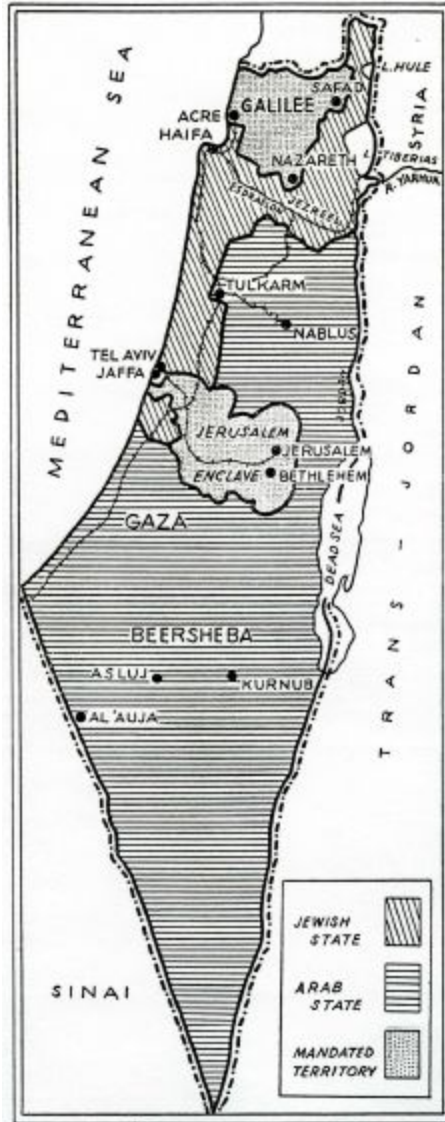 MEDITERRANEAN SEA
L. HULE
SYRIA
SAFAD
GALILEE
ACRE
HAIFA
L. TIBERIAS
NAZARETH
R. YARMUK
ESDRAELON
JEZREEL
TULKARM
NABLUS
TEL AVIV
JAFFA
JORDAN
TRANS - JORDAN
JERUSALEM
ENCLAVE
JERUSALEM
BETHLEHEM
DEAD SEA
GAZA
BEERSHEBA
ASLUJ
KURNUB
AL'AUJA
SINAI
JEWISH
STATE
ARAB
STATE
MANDATED
TERRITORY